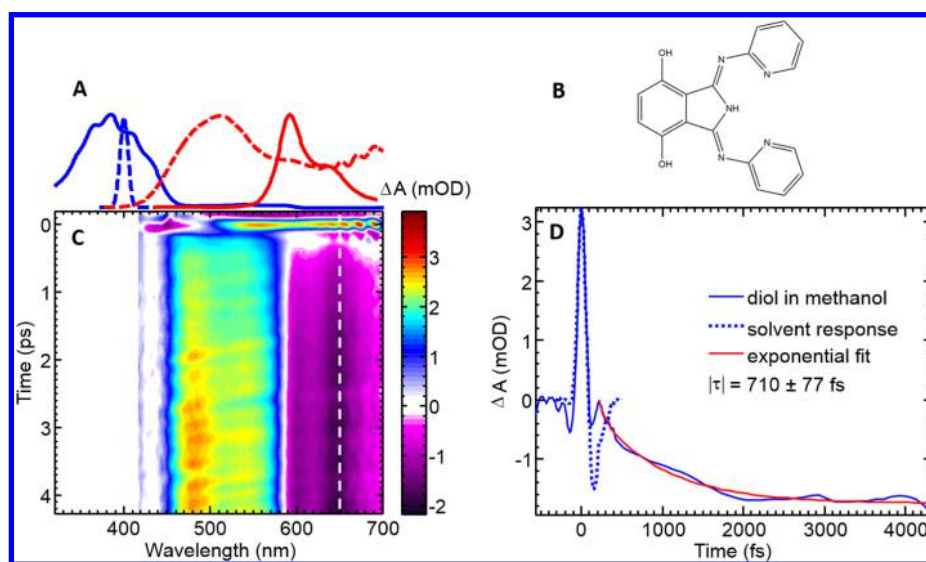 A
B
OH
N
N
NH
OH
N
N
C
Δ A (mOD)
3
2
1
0
-1
-2
0
1
2
3
4
Time (ps)
400
500
600
700
Wavelength (nm)
D
3
2
1
0
-1
Δ A (mOD)
diol in methanol
solvent response
exponential fit
|τ| = 710 ± 77 fs
0
1000
2000
3000
4000
Time (fs)